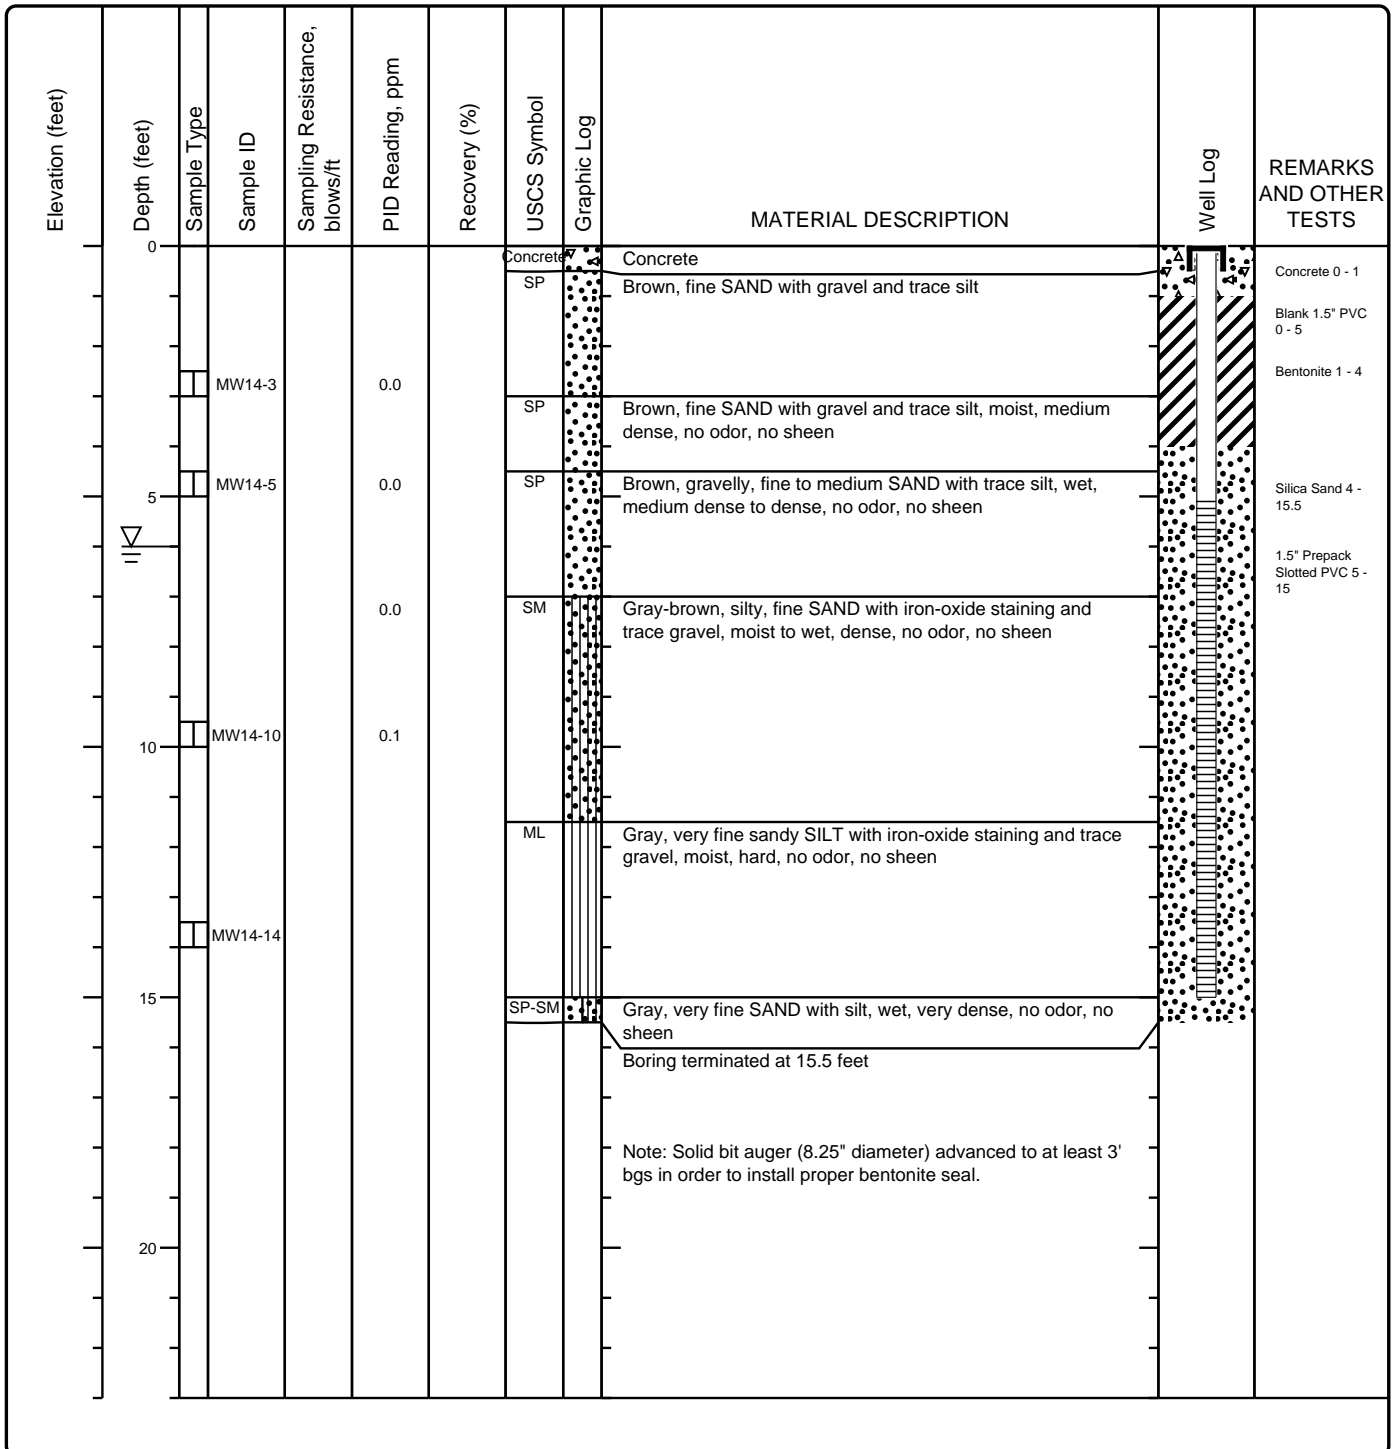 Elevation (feet)
Depth (feet)
Sample Type
Sample ID
Sampling Resistance,
blows/ft
PID Reading, ppm
Recovery (%)
USCS Symbol
Graphic Log
MATERIAL DESCRIPTION
Well Log
REMARKS
AND OTHER
TESTS
0
Concrete
Concrete
Concrete 0 - 1
SP
Brown, fine SAND with gravel and trace silt
Blank 1.5" PVC
0 - 5
Bentonite 1 - 4
MW14-3
0.0
SP
Brown, fine SAND with gravel and trace silt, moist, medium
dense, no odor, no sheen
5
MW14-5
0.0
SP
Brown, gravelly, fine to medium SAND with trace silt, wet,
medium dense to dense, no odor, no sheen
Silica Sand 4 -
15.5
1.5" Prepack
Slotted PVC 5 -
15
0.0
SM
Gray-brown, silty, fine SAND with iron-oxide staining and
trace gravel, moist to wet, dense, no odor, no sheen
10
MW14-10
0.1
ML
Gray, very fine sandy SILT with iron-oxide staining and trace
gravel, moist, hard, no odor, no sheen
MW14-14
15
SP-SM
Gray, very fine SAND with silt, wet, very dense, no odor, no
sheen
Boring terminated at 15.5 feet
Note: Solid bit auger (8.25" diameter) advanced to at least 3'
bgs in order to install proper bentonite seal.
20